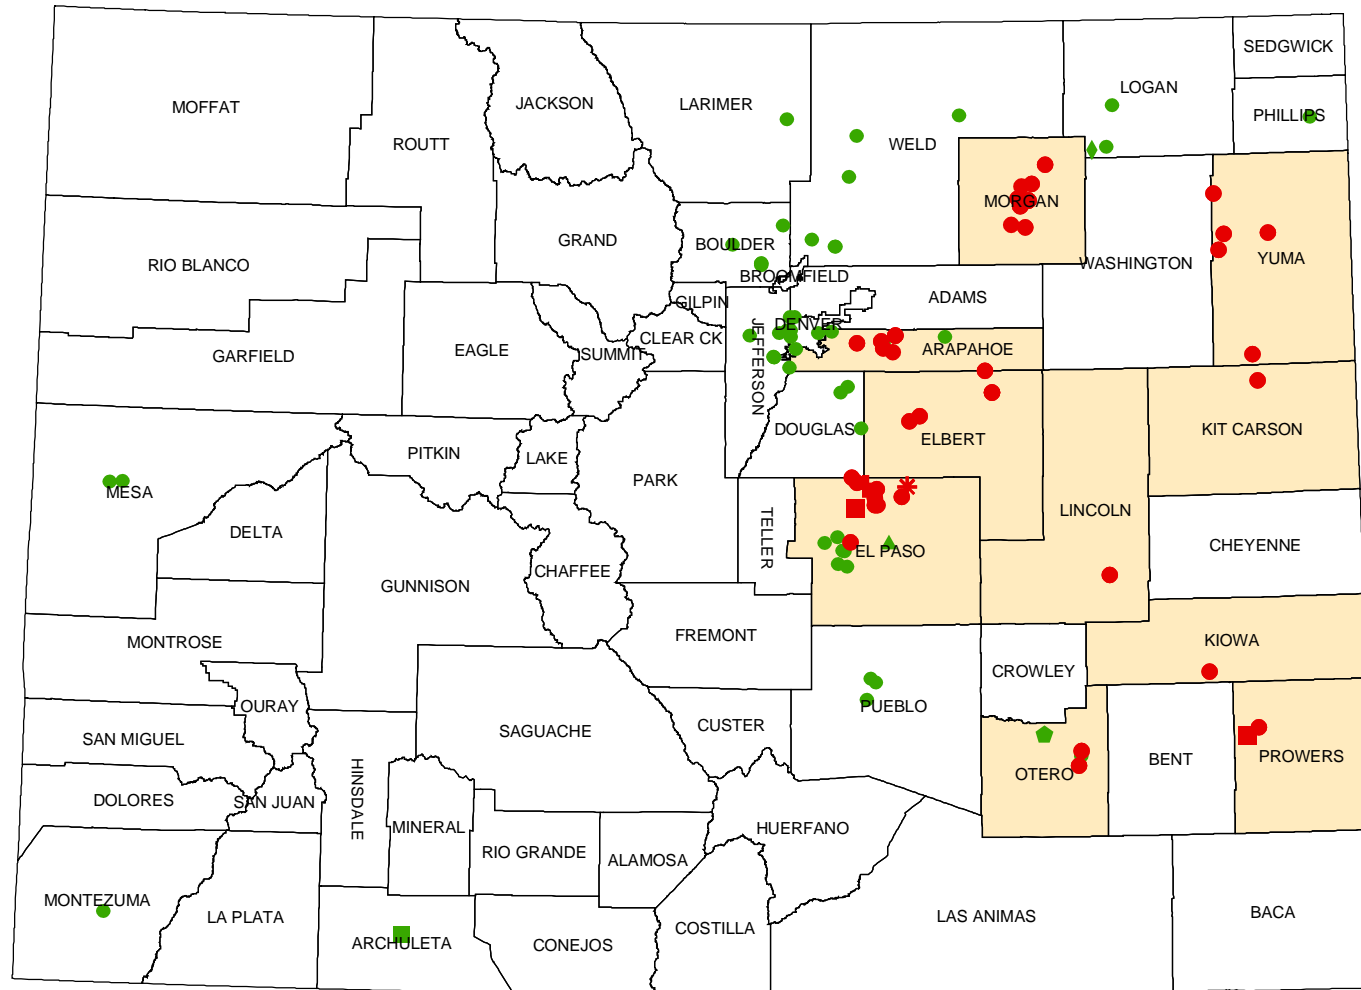 SEDGWICK
LOGAN
MOFFAT
JACKSON
LARIMER
PHILLIPS
ROUTT
WELD
MORGAN
GRAND
BOULDER
RIO BLANCO
WASHINGTON
YUMA
BROOMFIELD
ADAMS
GILPIN
DENVER
CLEAR CK
ARAPAHOE
EAGLE
SUMMIT
GARFIELD
JEFFERSON
DOUGLAS
ELBERT
KIT CARSON
PITKIN
LAKE
PARK
MESA
LINCOLN
DELTA
TELLER
EL PASO
CHEYENNE
CHAFFEE
GUNNISON
FREMONT
MONTROSE
KIOWA
CROWLEY
OURAY
PUEBLO
CUSTER
SAGUACHE
SAN MIGUEL
BENT
PROWERS
OTERO
HINSDALE
DOLORES
SAN JUAN
MINERAL
HUERFANO
RIO GRANDE
ALAMOSA
MONTEZUMA
LA PLATA
BACA
LAS ANIMAS
COSTILLA
ARCHULETA
CONEJOS